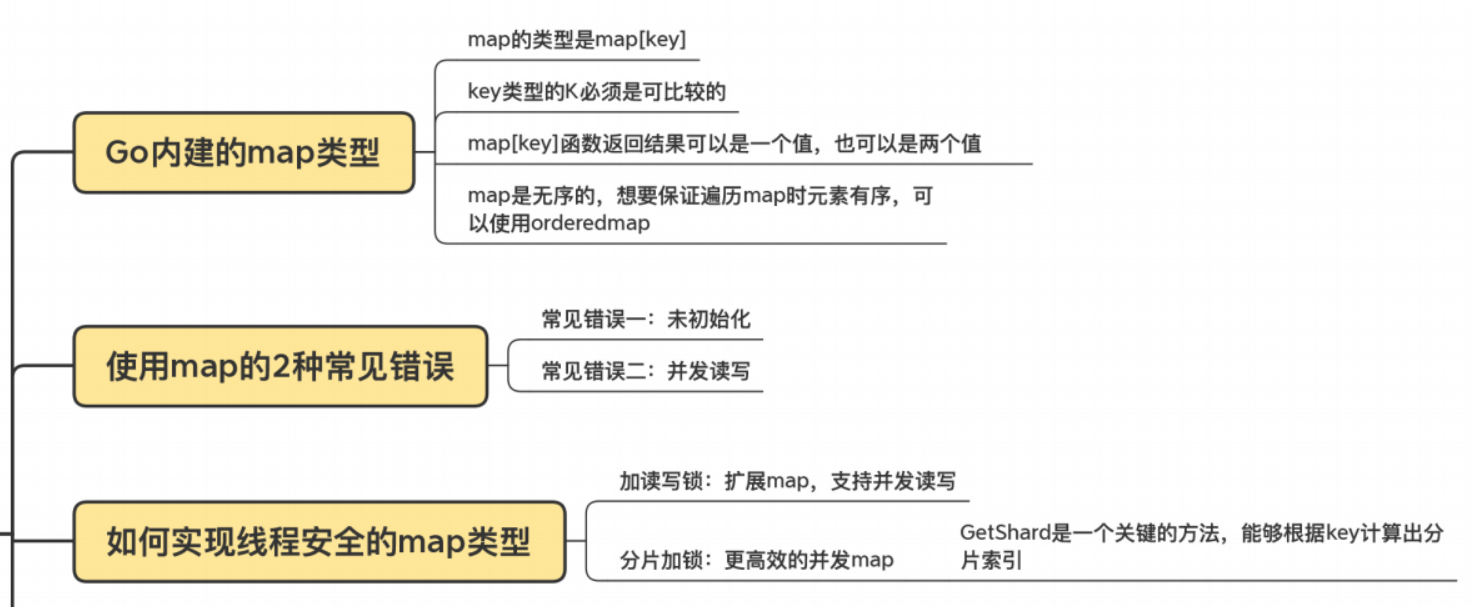 Go内建的map类型
map的类型是map[key]
key类型的K必须是可比较的
map[key]函数返回结果可以是一个值，也可以是两个值
map是无序的，想要保证遍历map时元素有序，可
以使用orderedmap
使用map的2种常见错误
常见错误一：未初始化
常见错误二：并发读写
如何实现线程安全的map类型
加读写锁：扩展map，支持并发读写
分片加锁：更高效的并发map
GetShard是一个关键的方法，能够根据key计算出分
片索引